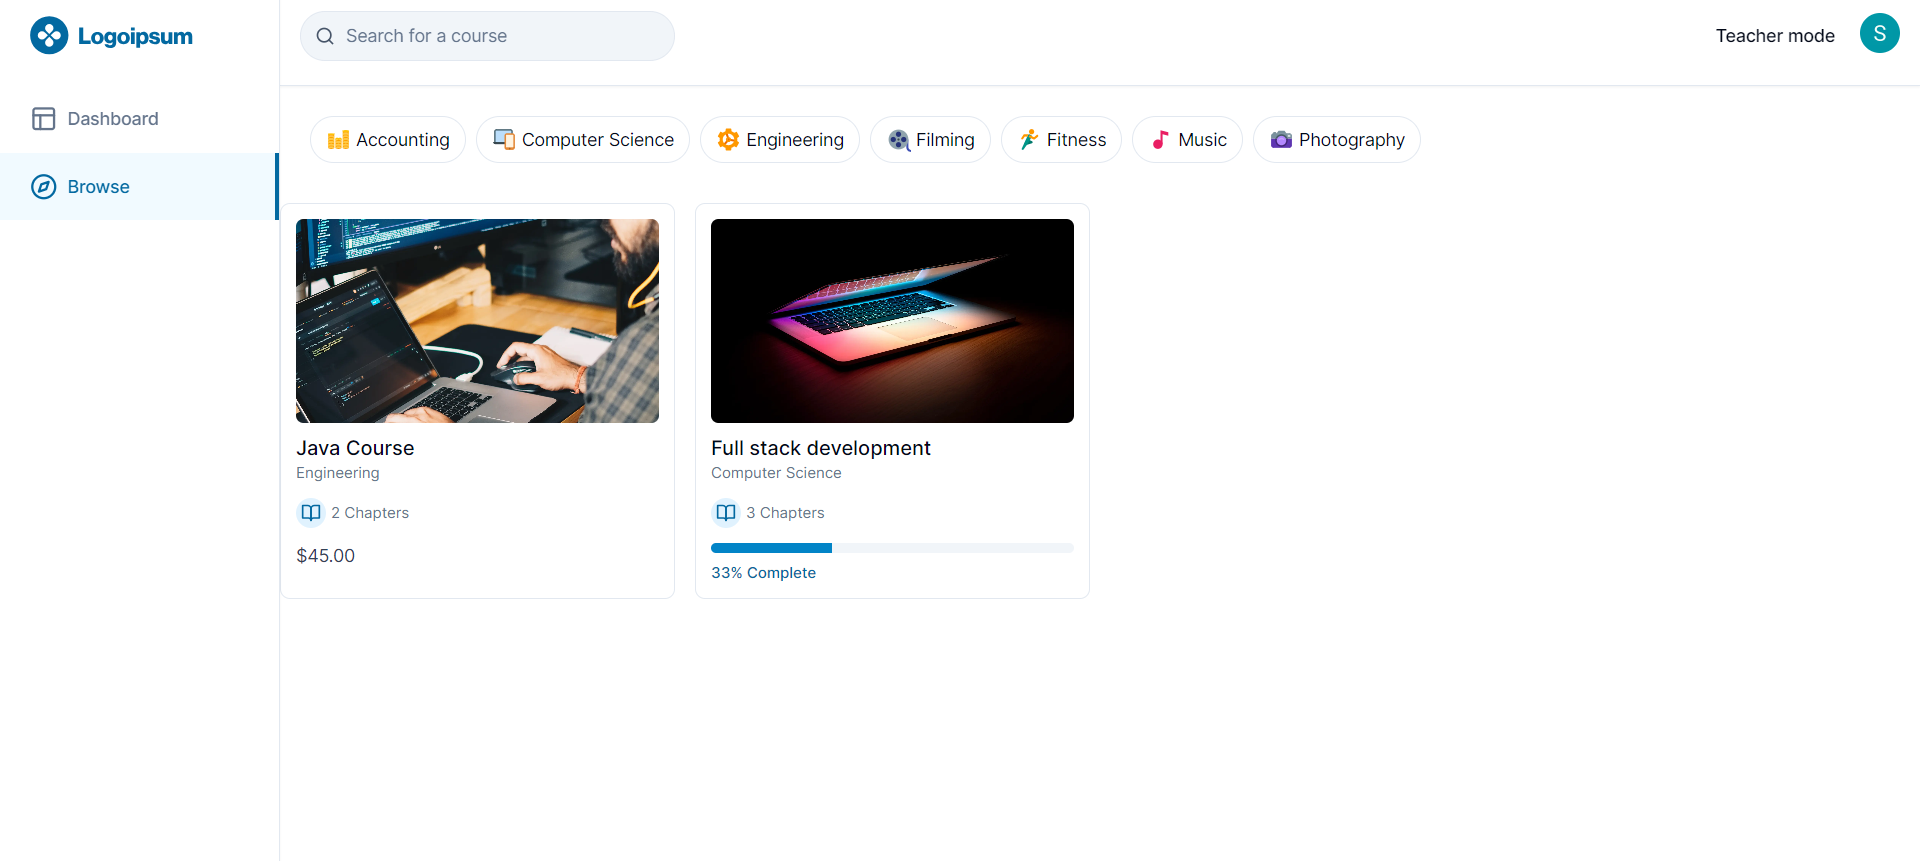 Logoipsum
Search for a course
Teacher mode
S
Dashboard
Browse
Accounting
Computer Science
Engineering
Filming
Fitness
Music
Photography
Java Course
Engineering
2 Chapters
$45.00
Full stack development
Computer Science
3 Chapters
33% Complete